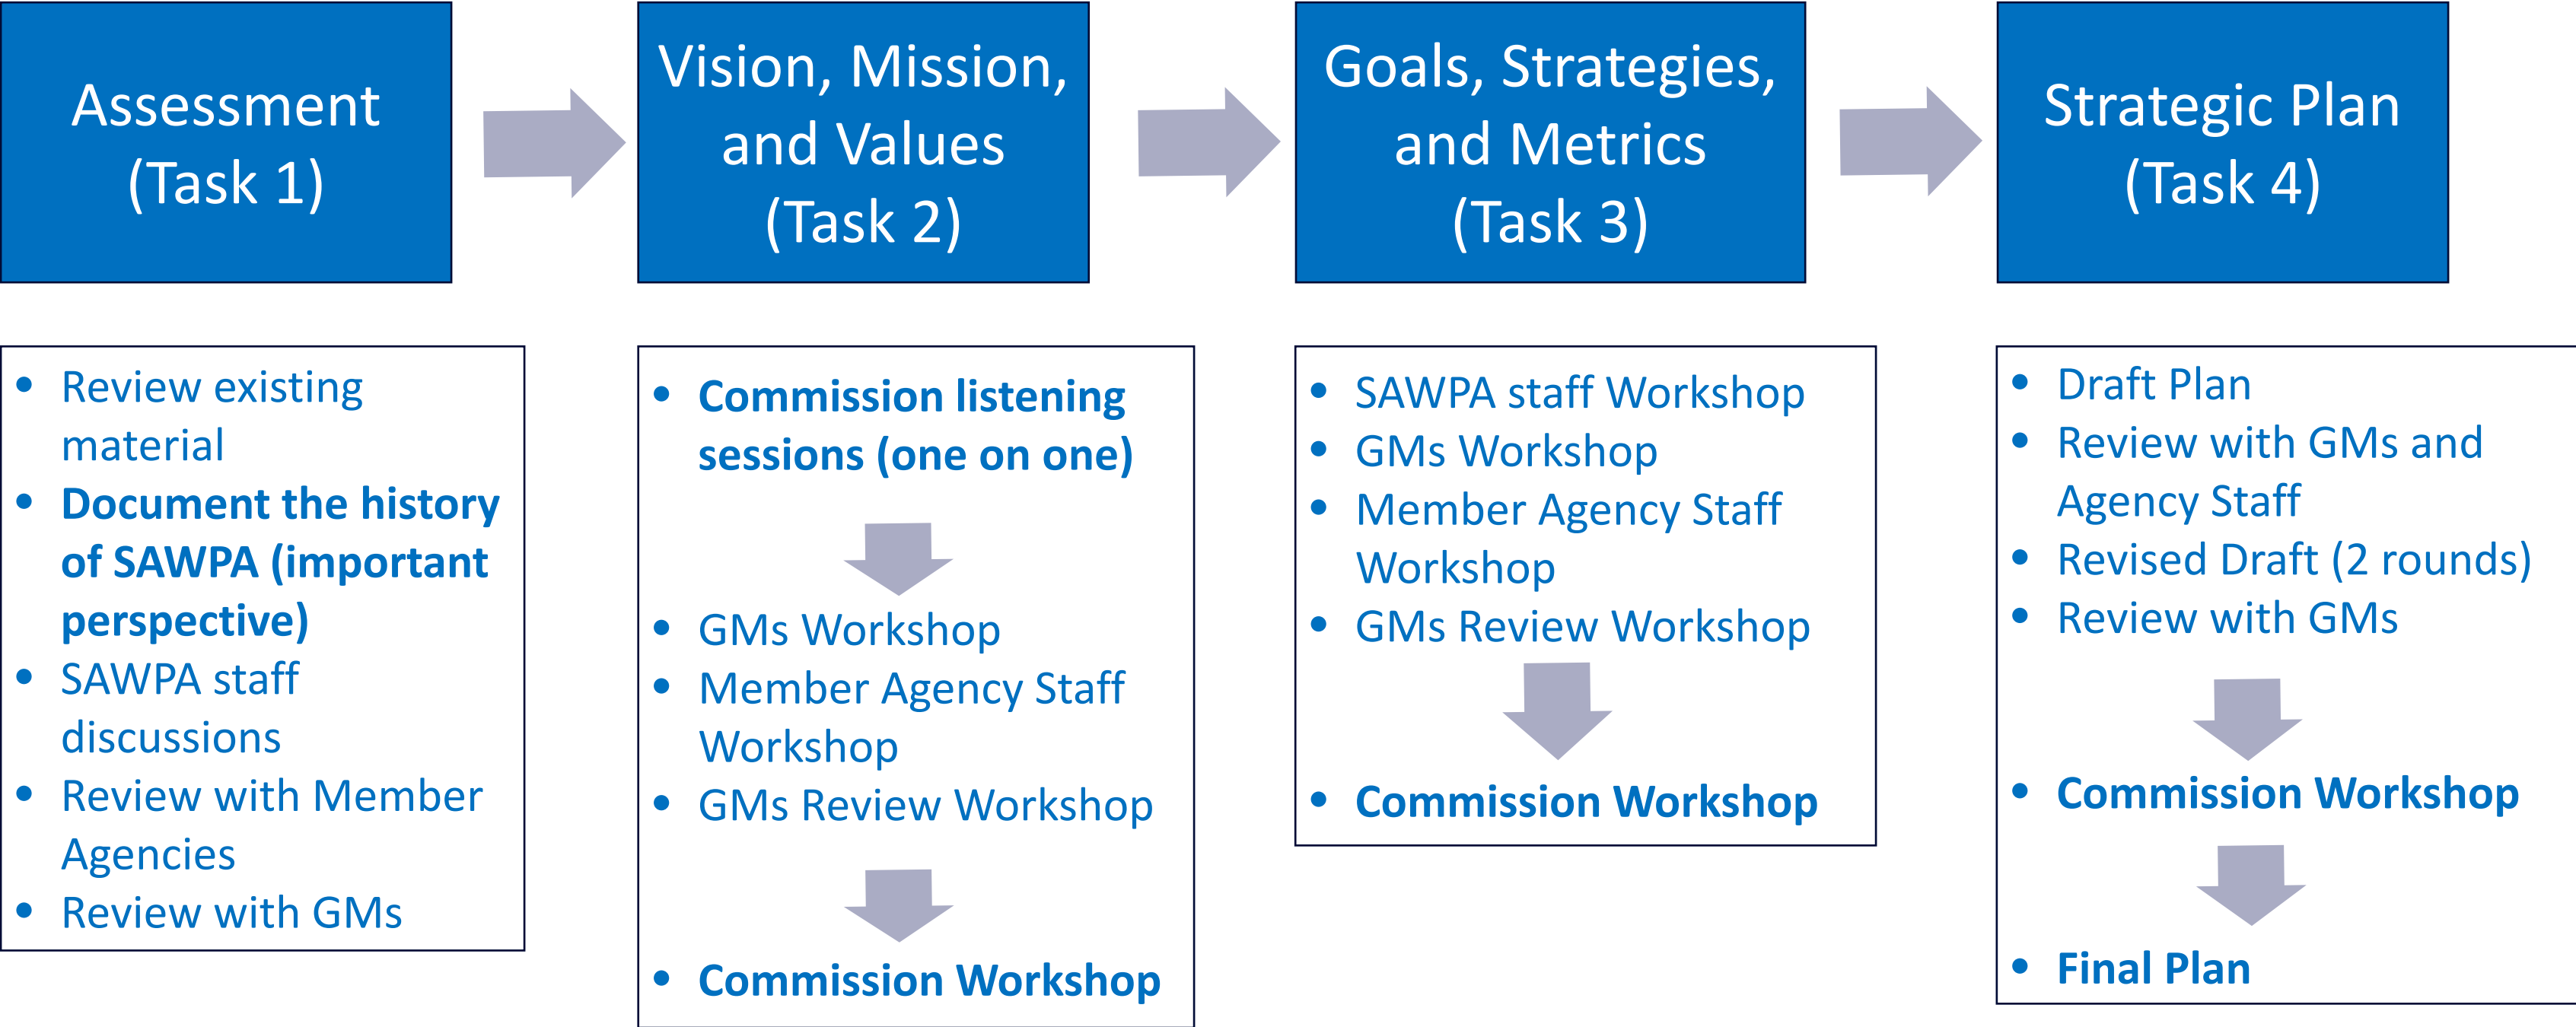 Assessment
(Task 1)
Vision, Mission,
and Values
(Task 2)
Goals, Strategies,
and Metrics
(Task 3)
Strategic Plan
(Task 4)
• Review existing
material
• Document the history
of SAWPA (important
perspective)
• SAWPA staff
discussions
• Review with Member
Agencies
• Review with GMs
• Commission listening
sessions (one on one)
• GMs Workshop
• Member Agency Staff
Workshop
• GMs Review Workshop
• Commission Workshop
• SAWPA staff Workshop
• GMs Workshop
• Member Agency Staff
Workshop
• GMs Review Workshop
• Commission Workshop
• Draft Plan
• Review with GMs and
Agency Staff
• Revised Draft (2 rounds)
• Review with GMs
• Commission Workshop
• Final Plan